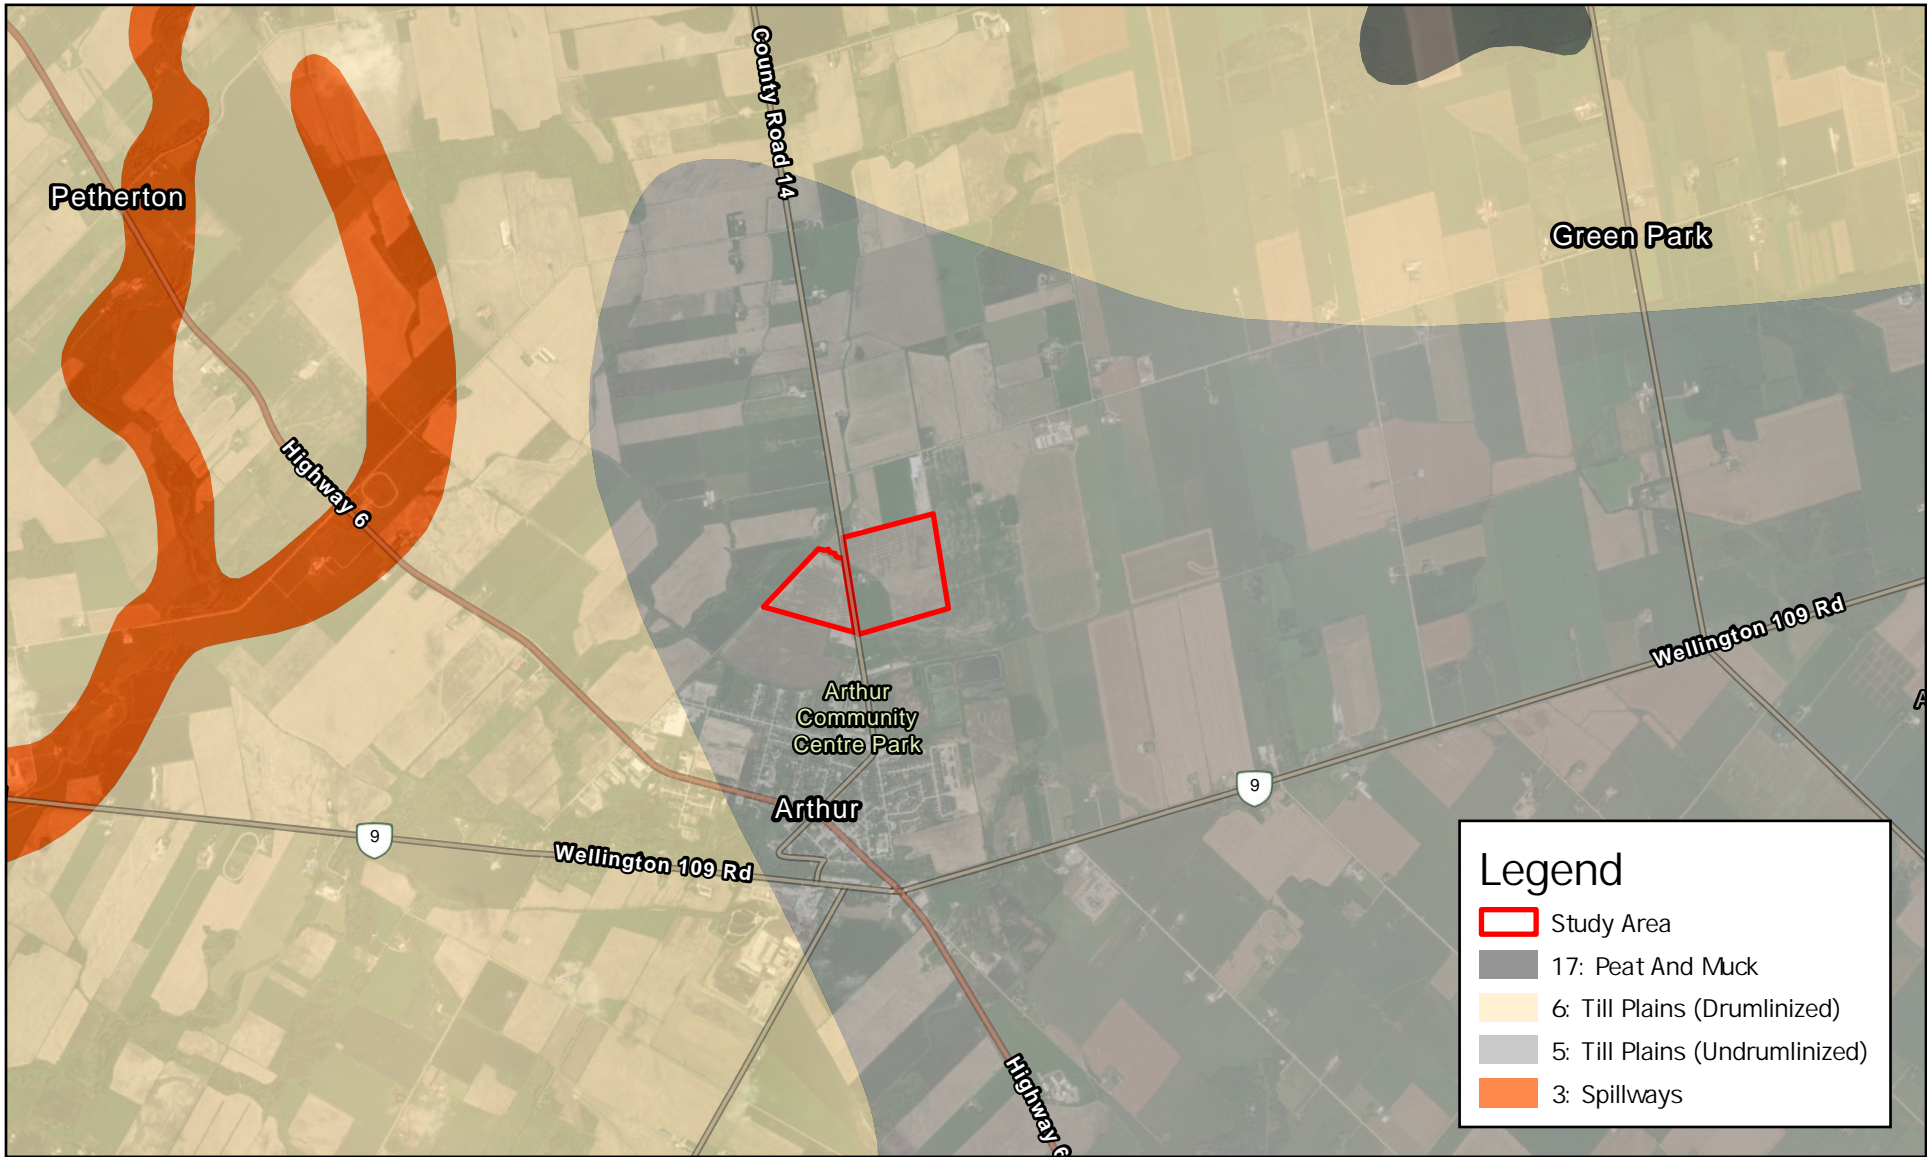 County Road 14
Petherton
Green Park
Highway 6
Wellington 109 Rd
Arthur
Community
Centre Park
Arthur
9
9
Wellington 109 Rd
Highway 6
A
Legend
Study Area
17: Peat And Muck
6: Till Plains (Drumlinized)
5: Till Plains (Undrumlinized)
3: Spillways